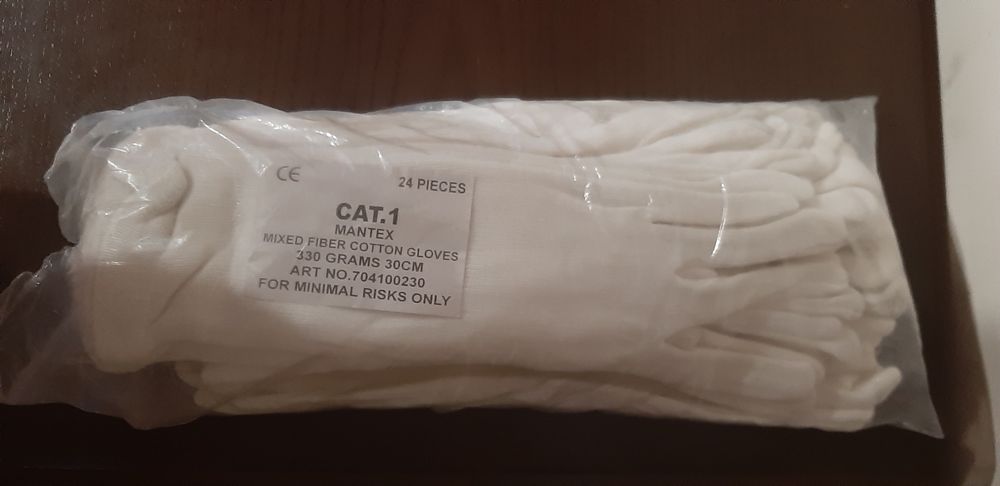 CE
24 PIECES
CAT.1
MANTEX
MIXED FIBER COTTON GLOVES
330 GRAMS 30CM
ART NO.704100230
FOR MINIMAL RISKS ONLY